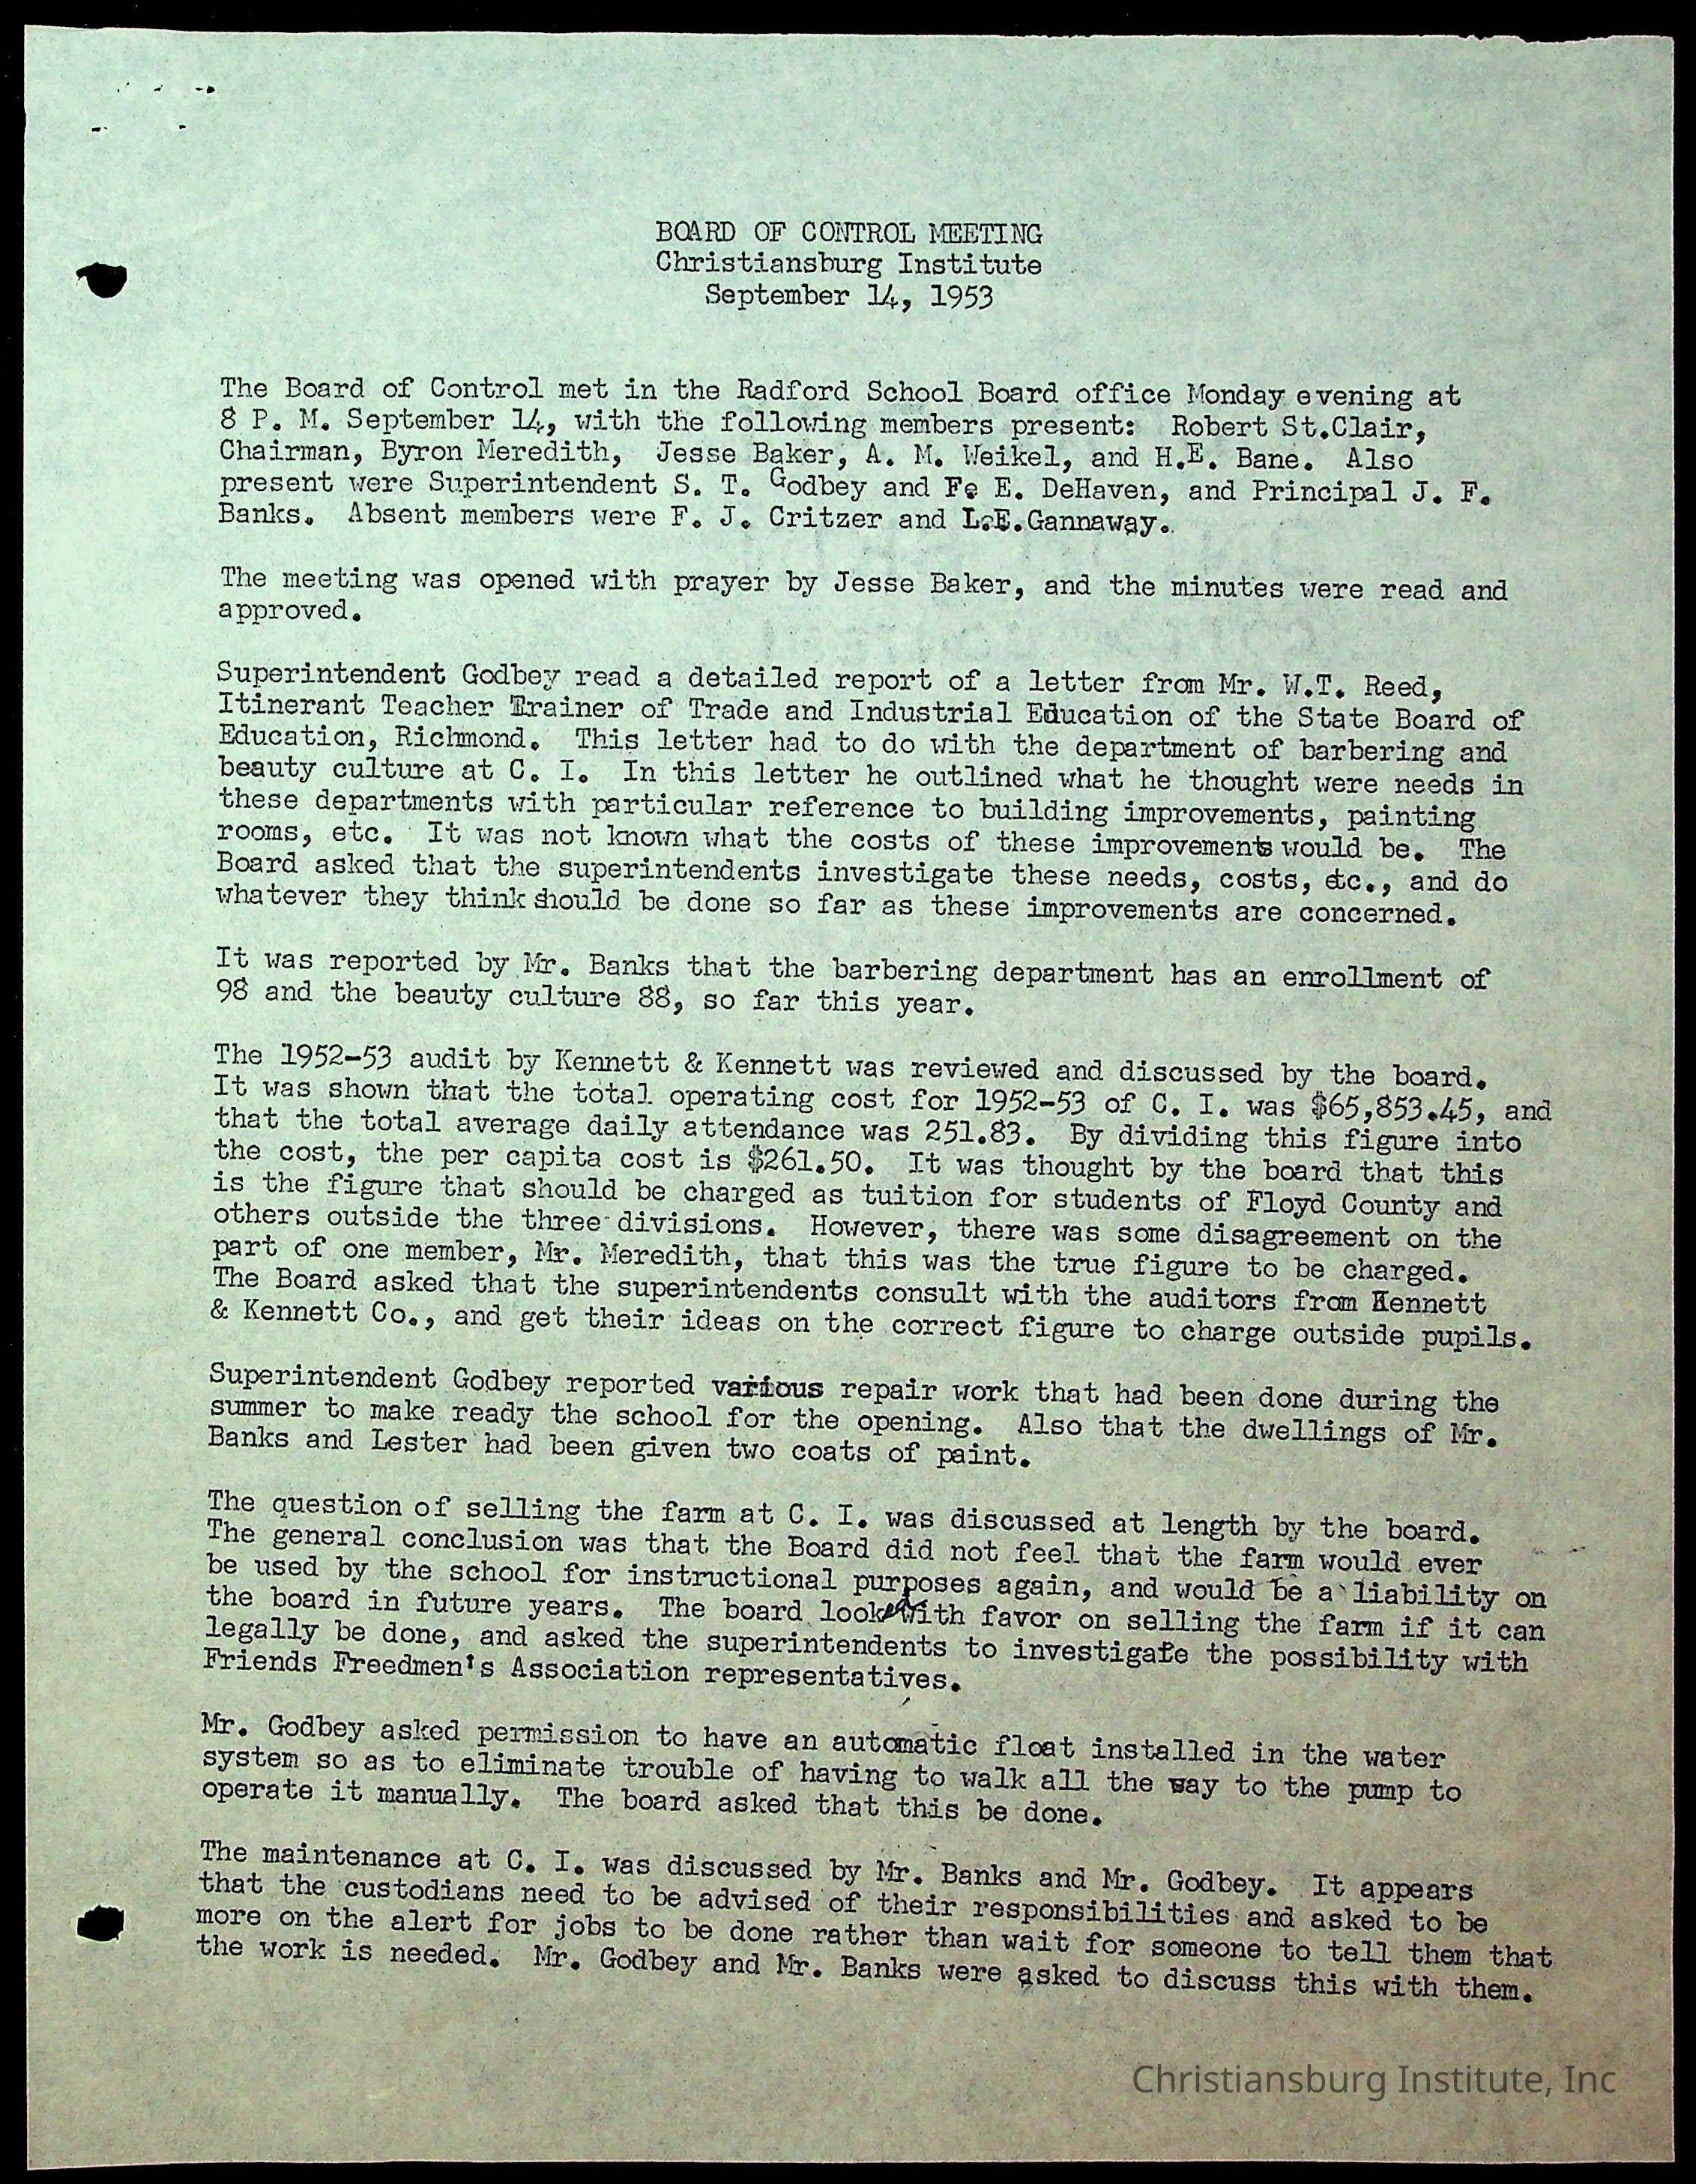 BOARD OF CONTROL MEETING
Christiansburg Institute
September 14, 1953
The Board of Control met in the Radford School Board office Monday evening at
8 P. M. September 14, with the following members present:  Robert St.Clair,
Chairman, Byron Meredith,  Jesse Baker, A. M. Weikel, and H.E. Bane.  Also
present were Superintendent S. T. Godbey and Fe E. DeHaven, and Principal J. F.
Banks.  Absent members were F. J. Critzer and L.E.Gannaway.
The meeting was opened with prayer by Jesse Baker, and the minutes were read and
approved.
Superintendent Godbey read a detailed report of a letter from Mr. W.T. Reed,
Itinerant Teacher Trainer of Trade and Industrial Education of the State Board of
Education, Richmond.  This letter had to do with the department of barbering and
beauty culture at C. I.  In this letter he outlined what he thought were needs in
these departments with particular reference to building improvements, painting
rooms, etc.  It was not known what the costs of these improvements would be.  The
Board asked that the superintendents investigate these needs, costs, etc., and do
whatever they think should be done so far as these improvements are concerned.
It was reported by Mr. Banks that the barbering department has an enrollment of
98 and the beauty culture 88, so far this year.
The 1952-53 audit by Kennett & Kennett was reviewed and discussed by the board.
It was shown that the total operating cost for 1952-53 of C. I. was $65,853.45, and
that the total average daily attendance was 251.83.  By dividing this figure into
the cost, the per capita cost is $261.50.  It was thought by the board that this
is the figure that should be charged as tuition for students of Floyd County and
others outside the three divisions.  However, there was some disagreement on the
part of one member, Mr. Meredith, that this was the true figure to be charged.
The Board asked that the superintendents consult with the auditors from Kennett
& Kennett Co., and get their ideas on the correct figure to charge outside pupils.
Superintendent Godbey reported various repair work that had been done during the
summer to make ready the school for the opening.  Also that the dwellings of Mr.
Banks and Lester had been given two coats of paint.
The question of selling the farm at C. I. was discussed at length by the board.
The general conclusion was that the Board did not feel that the farm would ever
be used by the school for instructional purposes again, and would be a liability on
the board in future years.  The board looked with favor on selling the farm if it can
legally be done, and asked the superintendents to investigate the possibility with
Friends Freedmen's Association representatives.
Mr. Godbey asked permission to have an automatic float installed in the water
system so as to eliminate trouble of having to walk all the way to the pump to
operate it manually.  The board asked that this be done.
The maintenance at C. I. was discussed by Mr. Banks and Mr. Godbey.  It appears
that the custodians need to be advised of their responsibilities and asked to be
more on the alert for jobs to be done rather than wait for someone to tell them that
the work is needed.  Mr. Godbey and Mr. Banks were asked to discuss this with them.
Christiansburg Institute, Inc